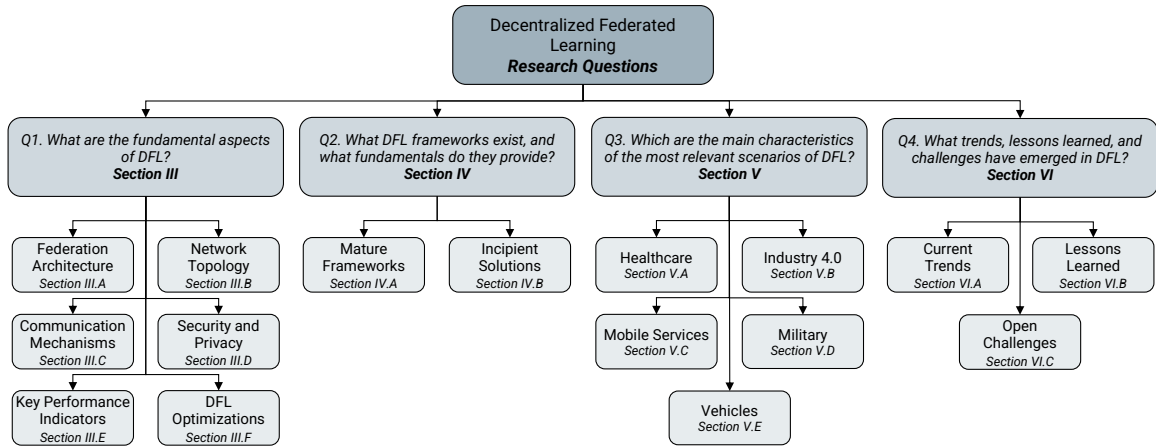 Decentralized Federated
Learning
Research Questions
Q1. What are the fundamental aspects
of DFL?
Section III
Q2. What DFL frameworks exist, and
what fundamentals do they provide?
Section IV
Q3. Which are the main characteristics
of the most relevant scenarios of DFL?
Section V
Q4. What trends, lessons learned, and
challenges have emerged in DFL?
Section VI
Federation
Architecture
Section III.A
Network
Topology
Section III.B
Communication
Mechanisms
Section III.C
Security and
Privacy
Section III.D
Key Performance
Indicators
Section III.E
DFL
Optimizations
Section III.F
Mature
Frameworks
Section IV.A
Incipient
Solutions
Section IV.B
Healthcare
Section V.A
Industry 4.0
Section V.B
Mobile Services
Section V.C
Military
Section V.D
Vehicles
Section V.E
Current
Trends
Section VI.A
Lessons
Learned
Section VI.B
Open
Challenges
Section VI.C